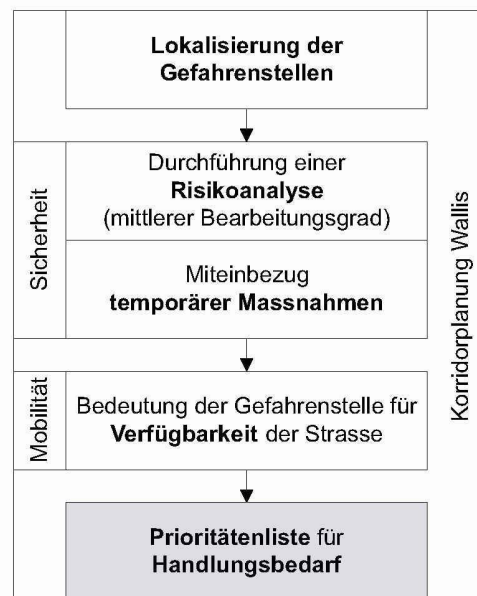 Lokalisierung der
Gefahrenstellen
Sicherheit
Durchführung einer
Risikoanalyse
(mittlerer Bearbeitungsgrad)
Miteinbezug
temporärer Massnahmen
Mobilität
Bedeutung der Gefahrenstelle für
Verfügbarkeit der Strasse
Prioritätenliste für
Handlungsbedarf
Korridorplanung Wallis